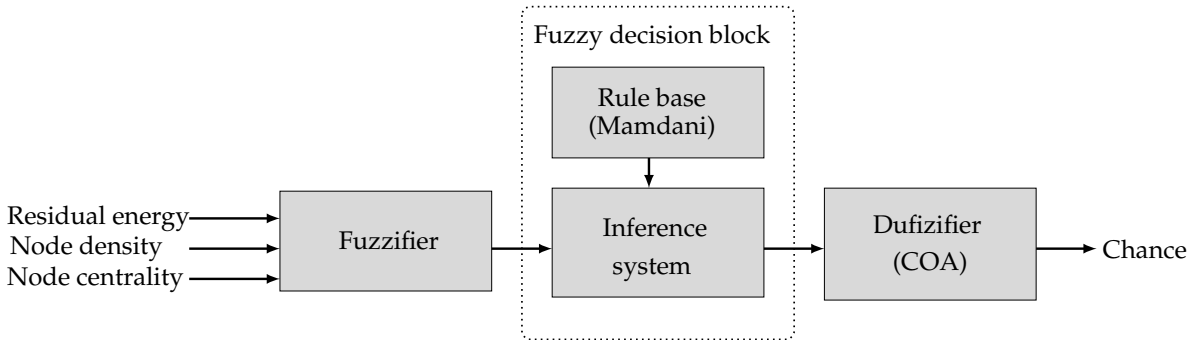 Fuzzy decision block
Rule base
(Mamdani)
Residual energy
Node density
Node centrality
Fuzzifier
Inference
system
Dufizifier
(COA)
Chance